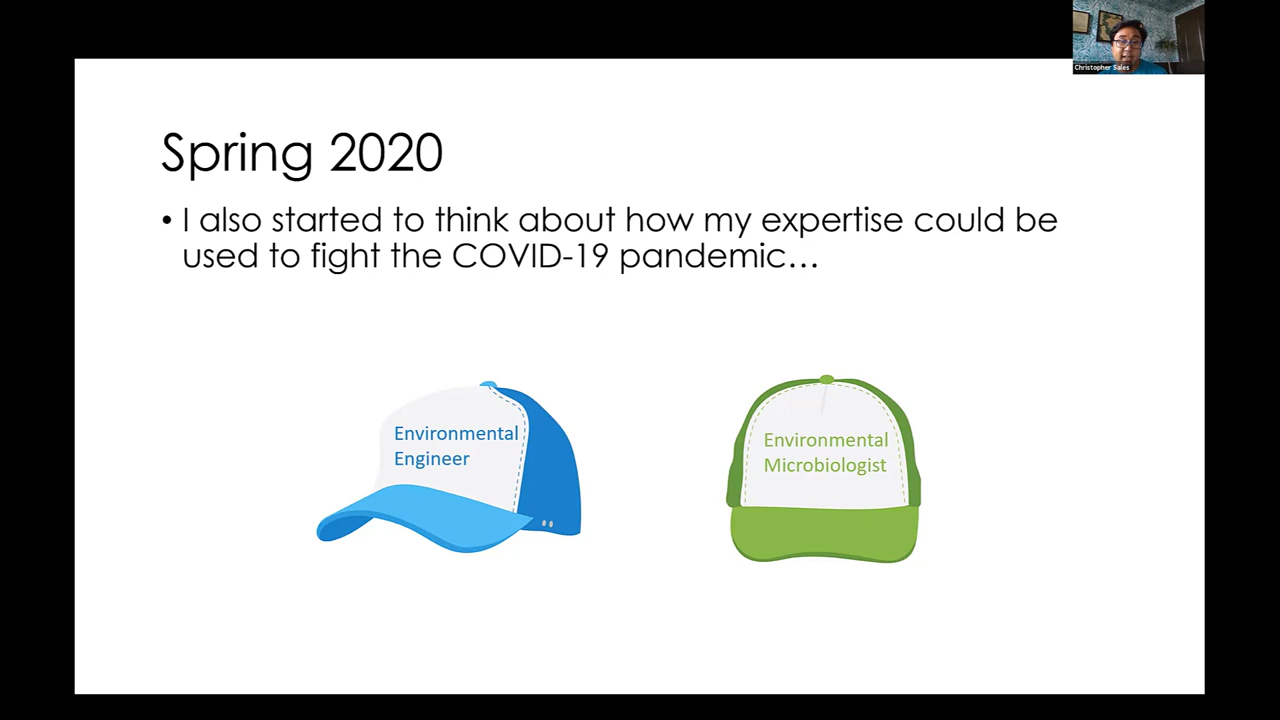 Christopher Sales
Spring 2020
• I also started to think about how my expertise could be
used to fight the COVID-19 pandemic...
Environmental
Engineer
Environmental
Microbiologist